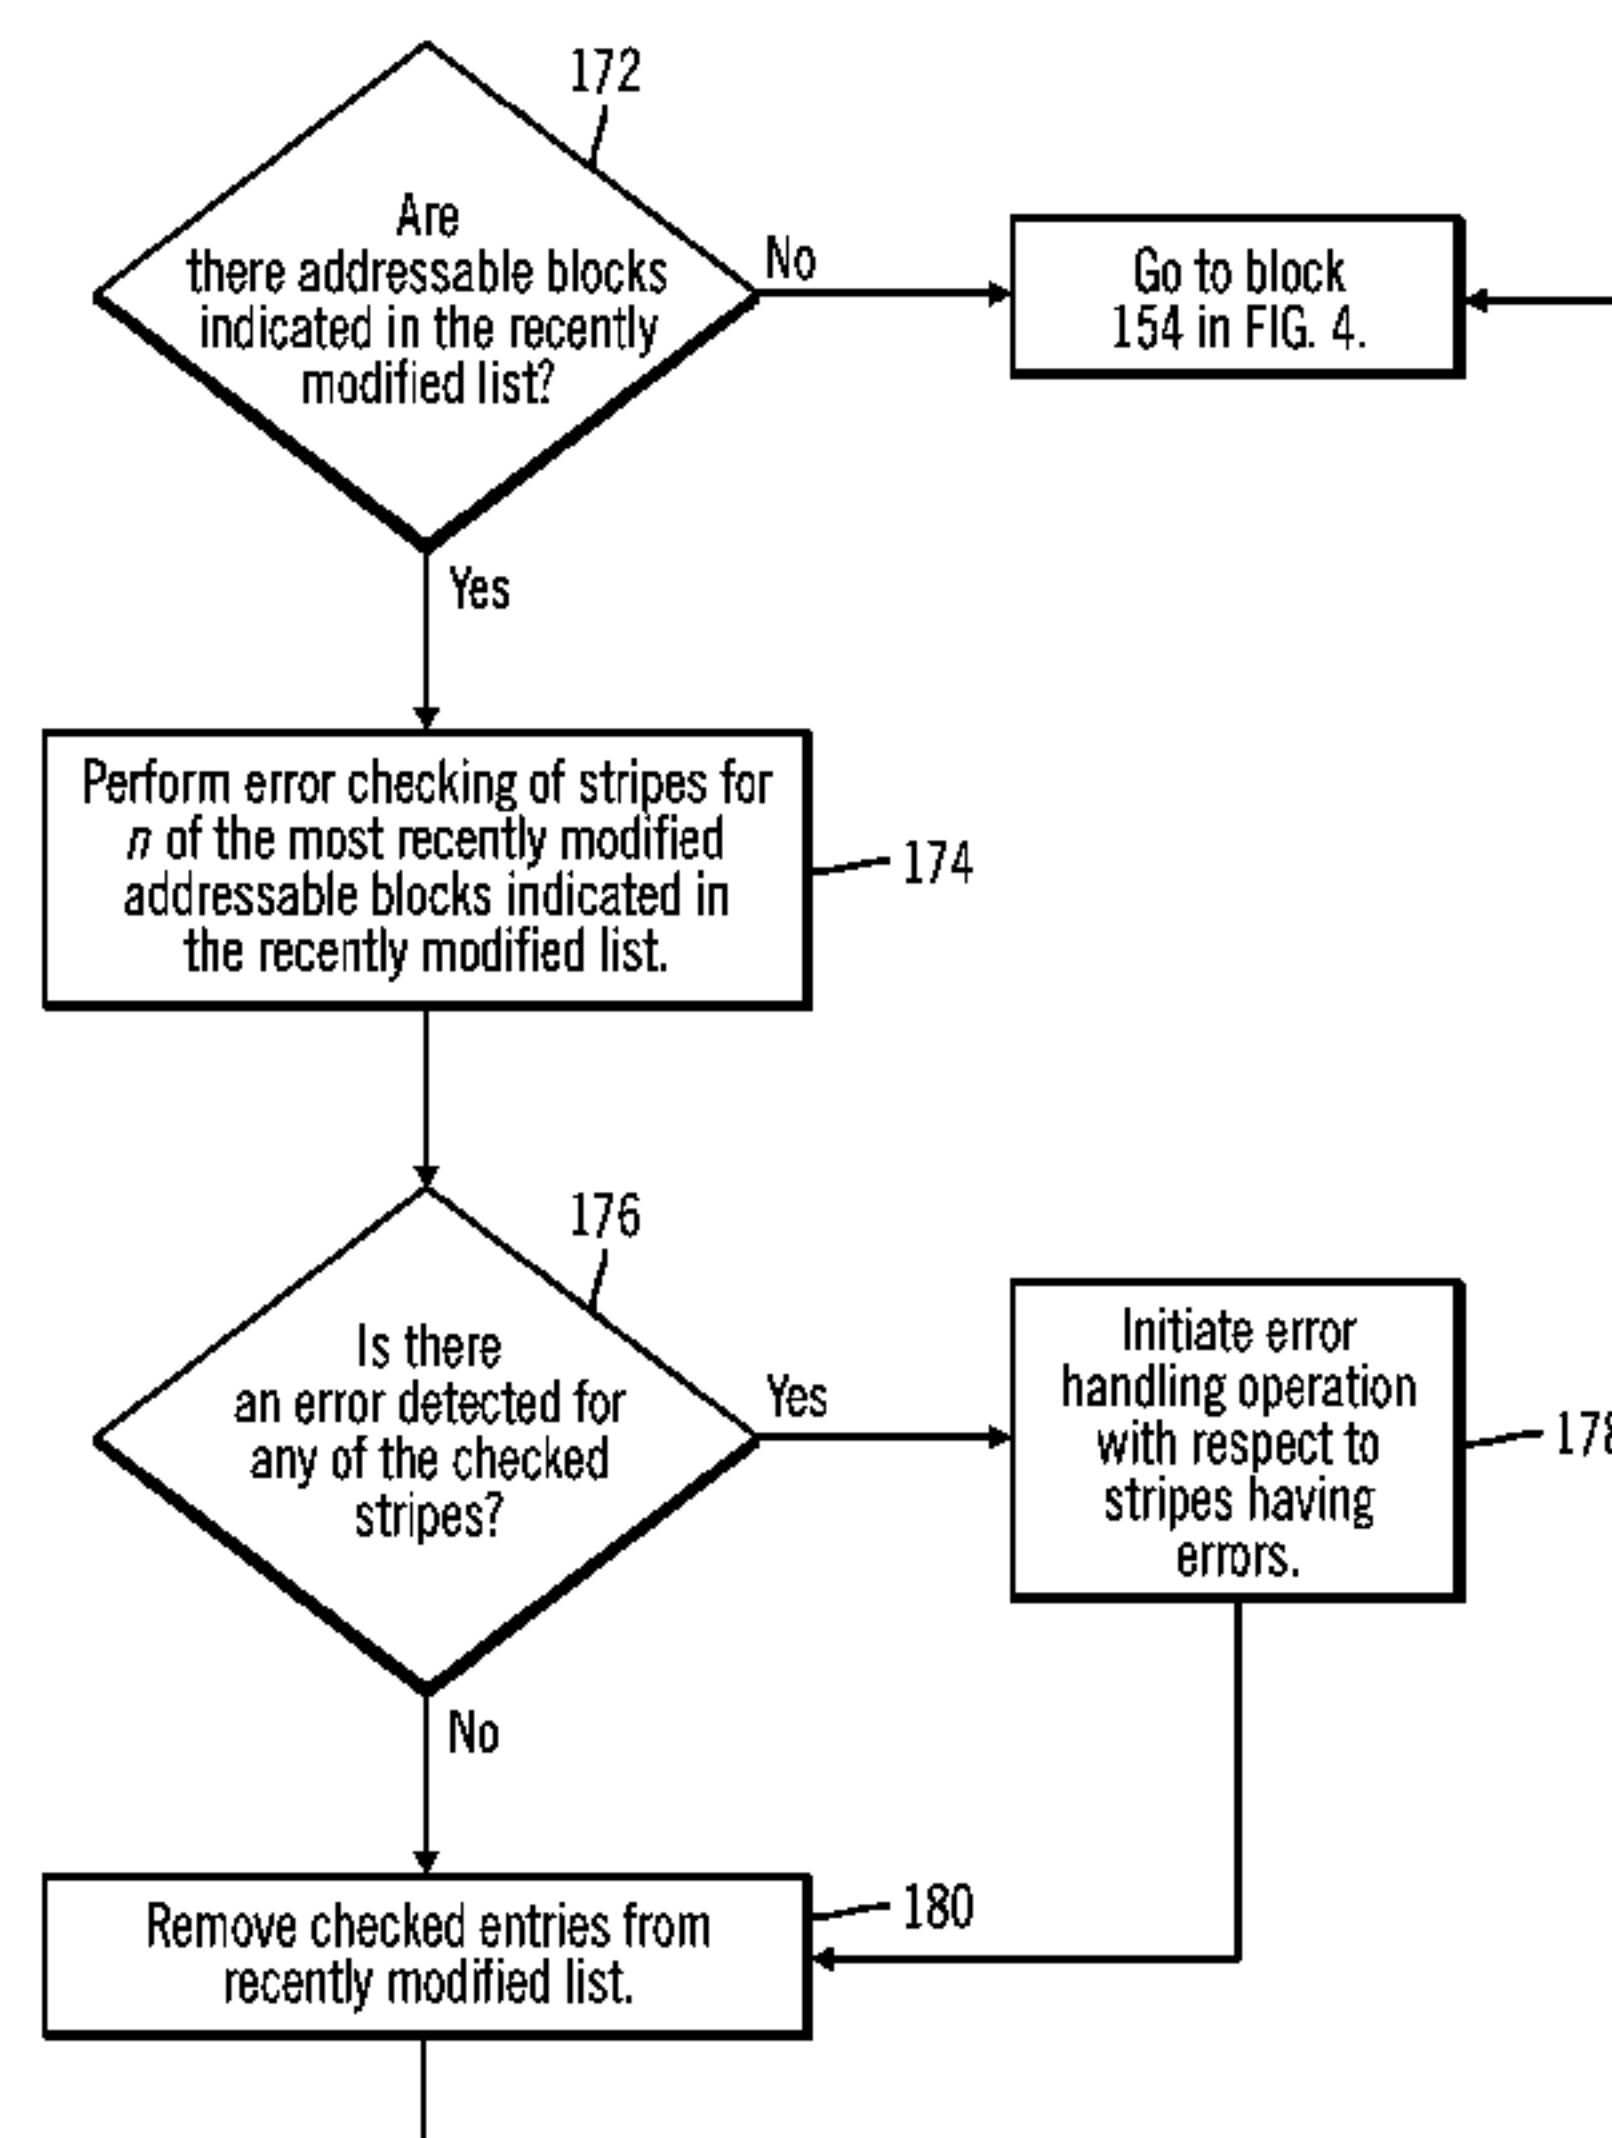 172
Are
there addressable blocks
indicated in the recently
modified list?
No
Go to block
154 in FIG. 4.
Yes
Perform error checking of stripes for
n of the most recently modified
addressable blocks indicated in
the recently modified list.
174
176
Is there
an error detected for
any of the checked
stripes?
Yes
Initiate error
handling operation
with respect to
stripes having
errors.
178
No
Remove checked entries from
recently modified list.
180